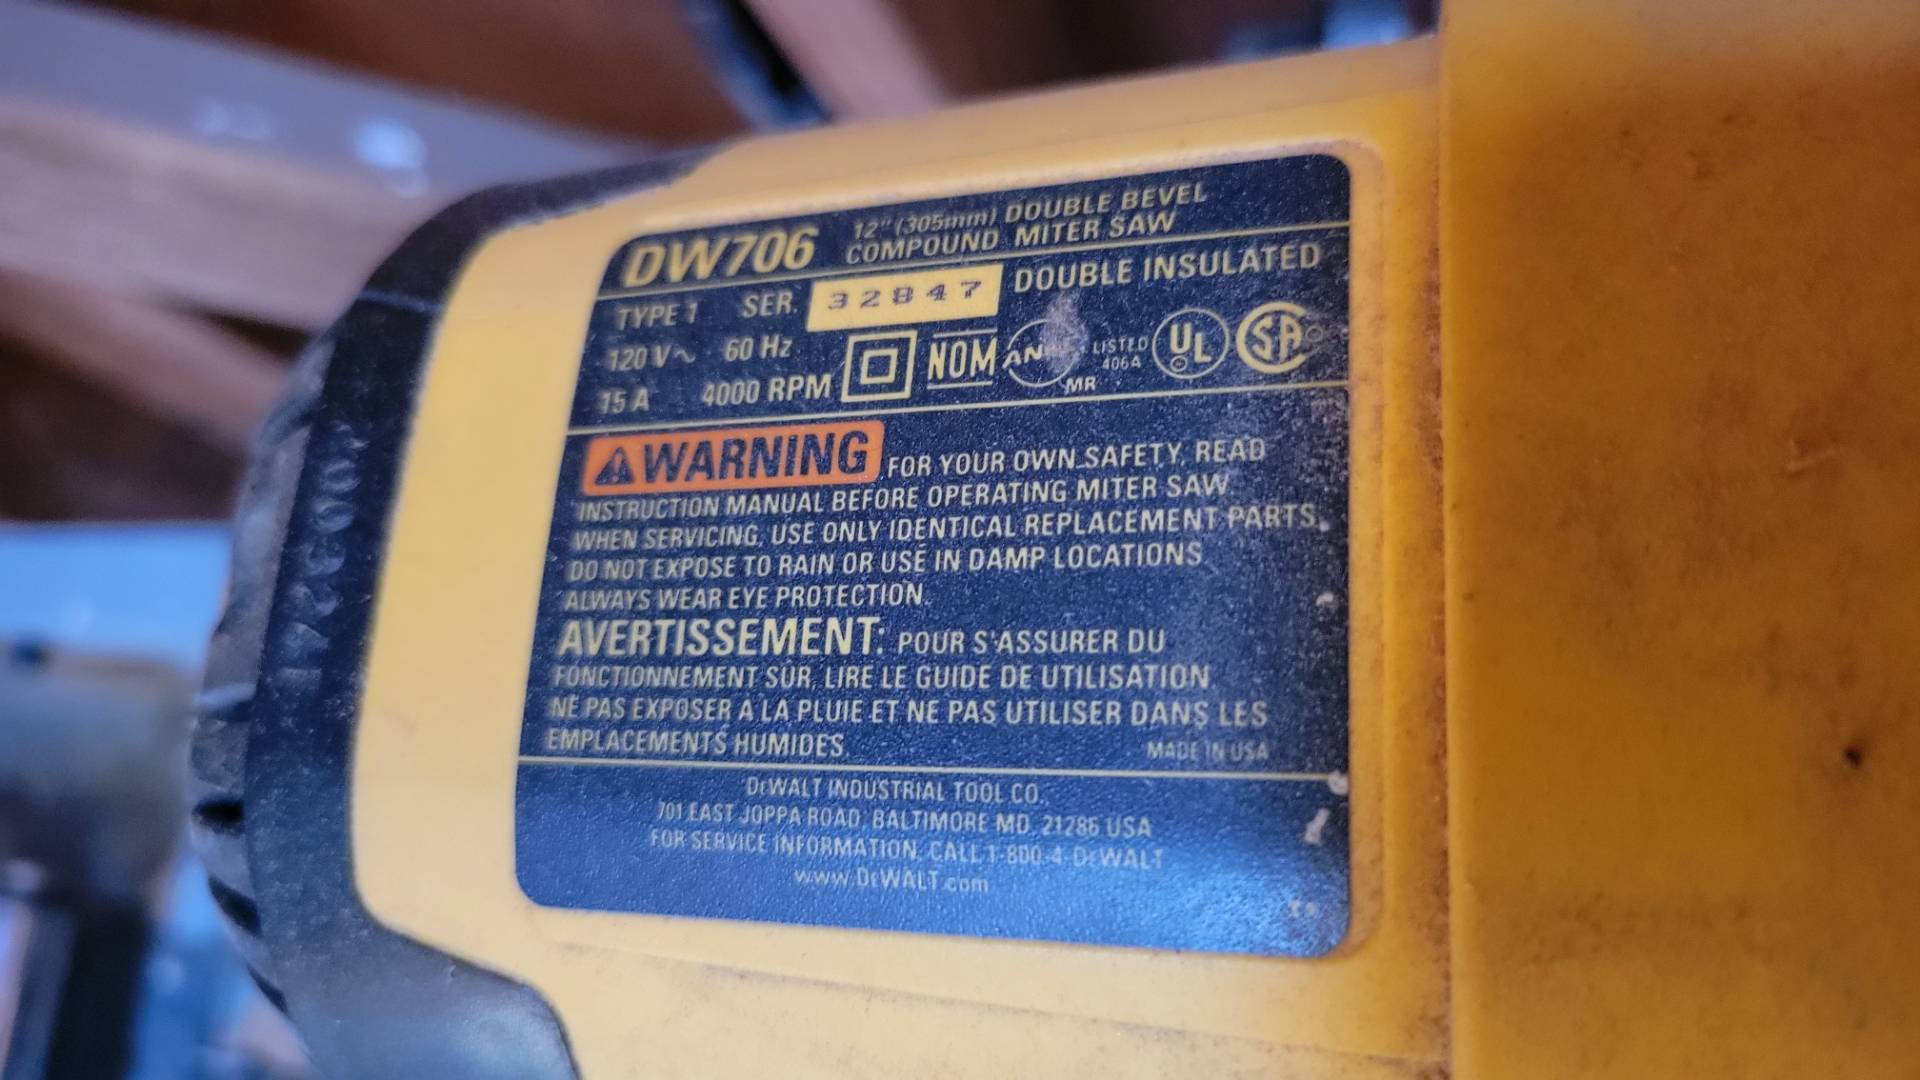 DW706 12" (305mm) DOUBLE BEVEL
COMPOUND MITER SAW
TYPE 1 SER. 32847 DOUBLE INSULATED
120 V~ 60 Hz NOM LISTED 406A UL SA
15 A 4000 RPM MR
WARNING FOR YOUR OWN SAFETY, READ
INSTRUCTION MANUAL BEFORE OPERATING MITER SAW.
WHEN SERVICING, USE ONLY IDENTICAL REPLACEMENT PARTS.
DO NOT EXPOSE TO RAIN OR USE IN DAMP LOCATIONS.
ALWAYS WEAR EYE PROTECTION.
AVERTISSEMENT: POUR S'ASSURER DU
FONCTIONNEMENT SUR, LIRE LE GUIDE DE UTILISATION.
NE PAS EXPOSER A LA PLUIE ET NE PAS UTILISER DANS LES
EMPLACEMENTS HUMIDES. MADE IN USA
DEWALT INDUSTRIAL TOOL CO.,
701 EAST JOPPA ROAD, BALTIMORE MD. 21286 USA
FOR SERVICE INFORMATION, CALL 1-800-4-DEWALT
www.DEWALT.com